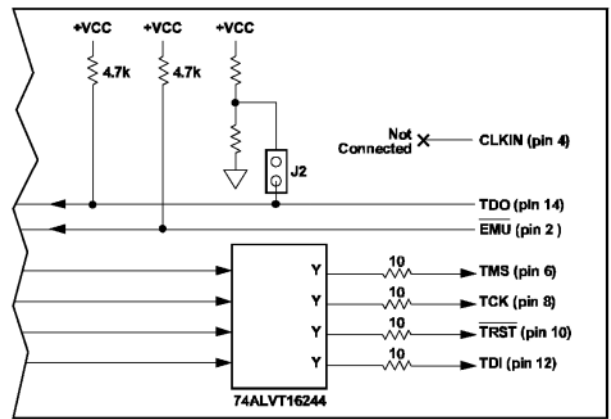 +VCC +VCC +VCC
4.7k 4.7k
Not
Connected
CLKIN (pin 4)
J2
TDO (pin 14)
EMU (pin 2 )
Y 10 TMS (pin 6)
Y 10 TCK (pin 8)
Y 10 TRST (pin 10)
Y 10 TDI (pin 12)
74ALVT16244